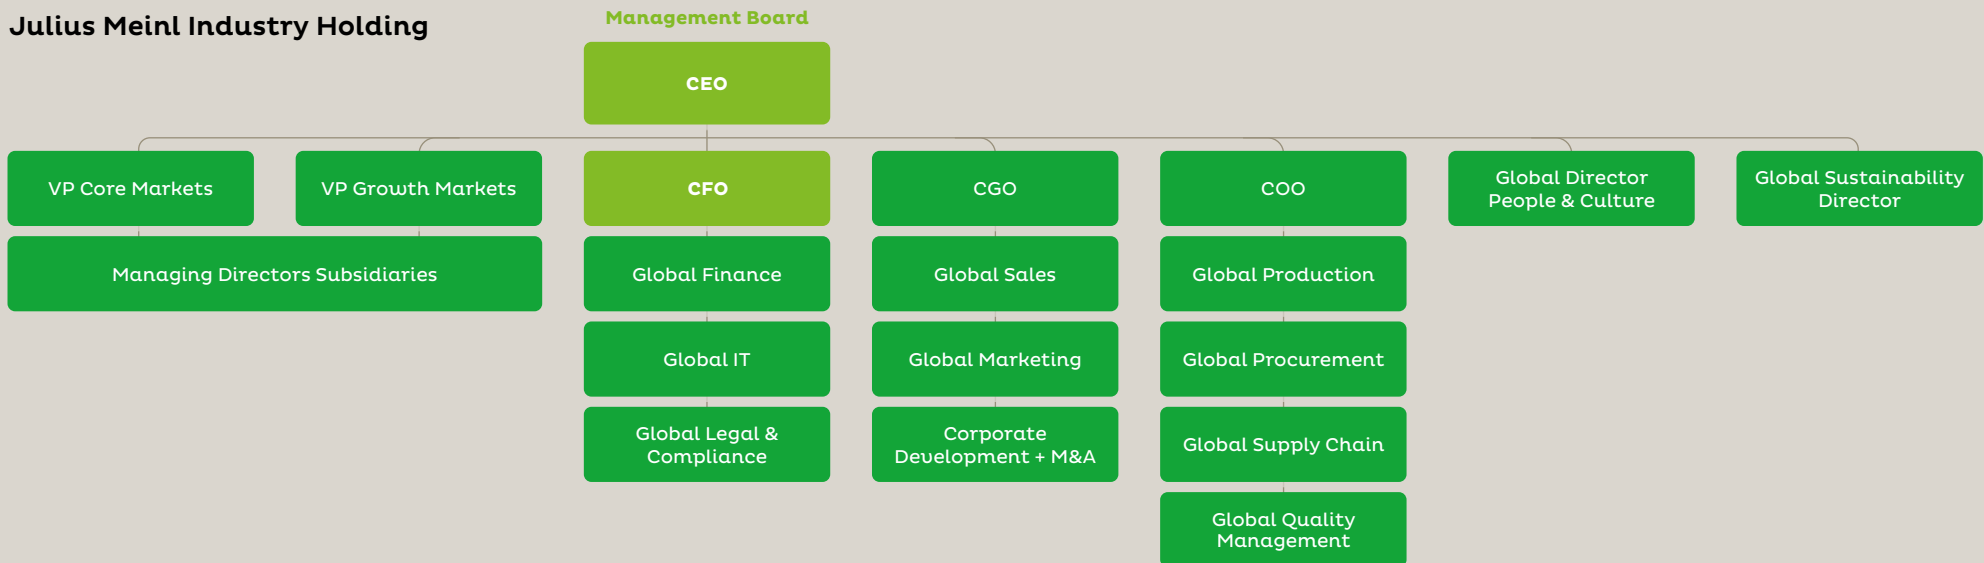 Julius Meinl Industry Holding
Management Board
CEO
VP Core Markets
VP Growth Markets
CFO
CGO
COO
Global Director
People & Culture
Global Sustainability
Director
Managing Directors Subsidiaries
Global Finance
Global Sales
Global Production
Global IT
Global Marketing
Global Procurement
Global Legal &
Compliance
Corporate
Development + M&A
Global Supply Chain
Global Quality
Management